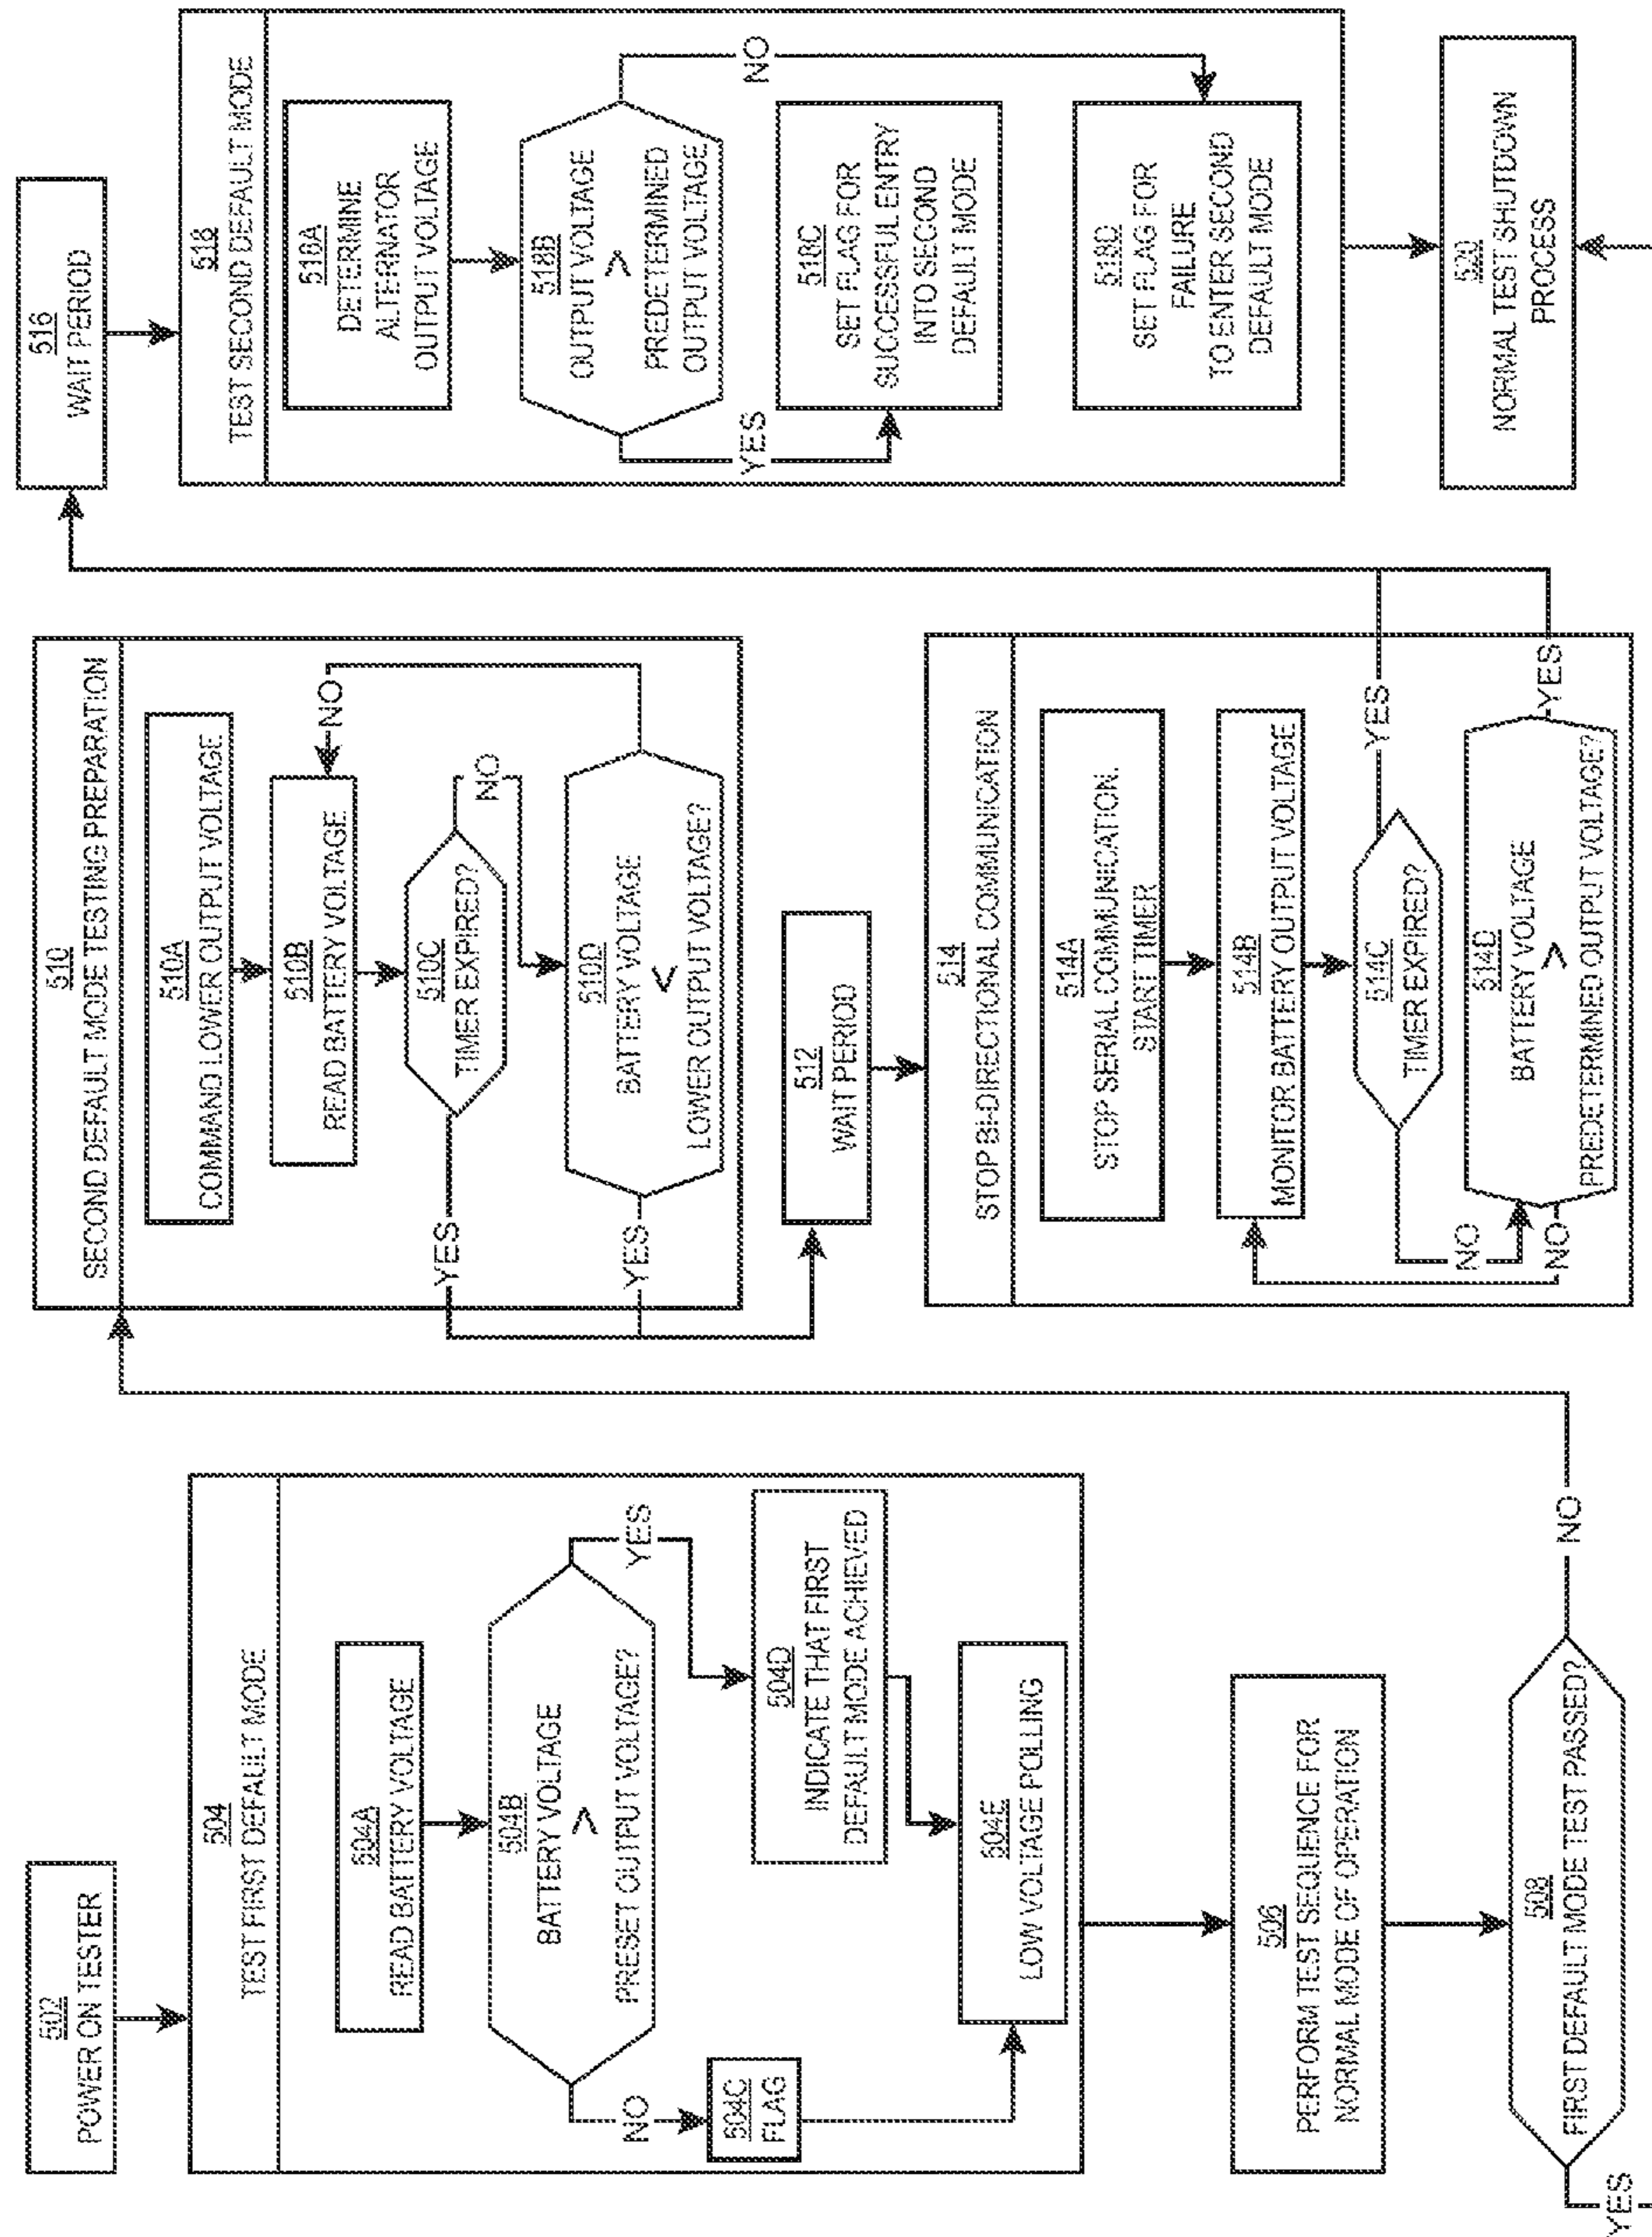 502
POWER ON TESTER
504
TEST FIRST DEFAULT MODE
504A
READ BATTERY VOLTAGE
504B
BATTERY VOLTAGE
>
PRESET OUTPUT VOLTAGE?
NO
YES
504C
FLAG
504D
INDICATE THAT FIRST
DEFAULT MODE ACHIEVED
504E
LOW VOLTAGE POLLING
506
PERFORM TEST SEQUENCE FOR
NORMAL MODE OF OPERATION
508
FIRST DEFAULT MODE TEST PASSED?
YES
NO
510
SECOND DEFAULT MODE TESTING PREPARATION
510A
COMMAND LOWER OUTPUT VOLTAGE
510B
READ BATTERY VOLTAGE
NO
510C
TIMER EXPIRED?
YES
NO
510D
BATTERY VOLTAGE
<
LOWER OUTPUT VOLTAGE?
YES
512
WAIT PERIOD
514
STOP BI-DIRECTIONAL COMMUNICATION
514A
STOP SERIAL COMMUNICATION.
START TIMER
514B
MONITOR BATTERY OUTPUT VOLTAGE
514C
TIMER EXPIRED?
YES
NO
514D
BATTERY VOLTAGE
>
PREDETERMINED OUTPUT VOLTAGE?
NO
YES
516
WAIT PERIOD
518
TEST SECOND DEFAULT MODE
518A
DETERMINE
ALTERNATOR
OUTPUT VOLTAGE
518B
OUTPUT VOLTAGE
>
PREDETERMINED
OUTPUT VOLTAGE
YES
NO
518C
SET FLAG FOR
SUCCESSFUL ENTRY
INTO SECOND
DEFAULT MODE
518D
SET FLAG FOR
FAILURE
TO ENTER SECOND
DEFAULT MODE
520
NORMAL TEST SHUTDOWN
PROCESS